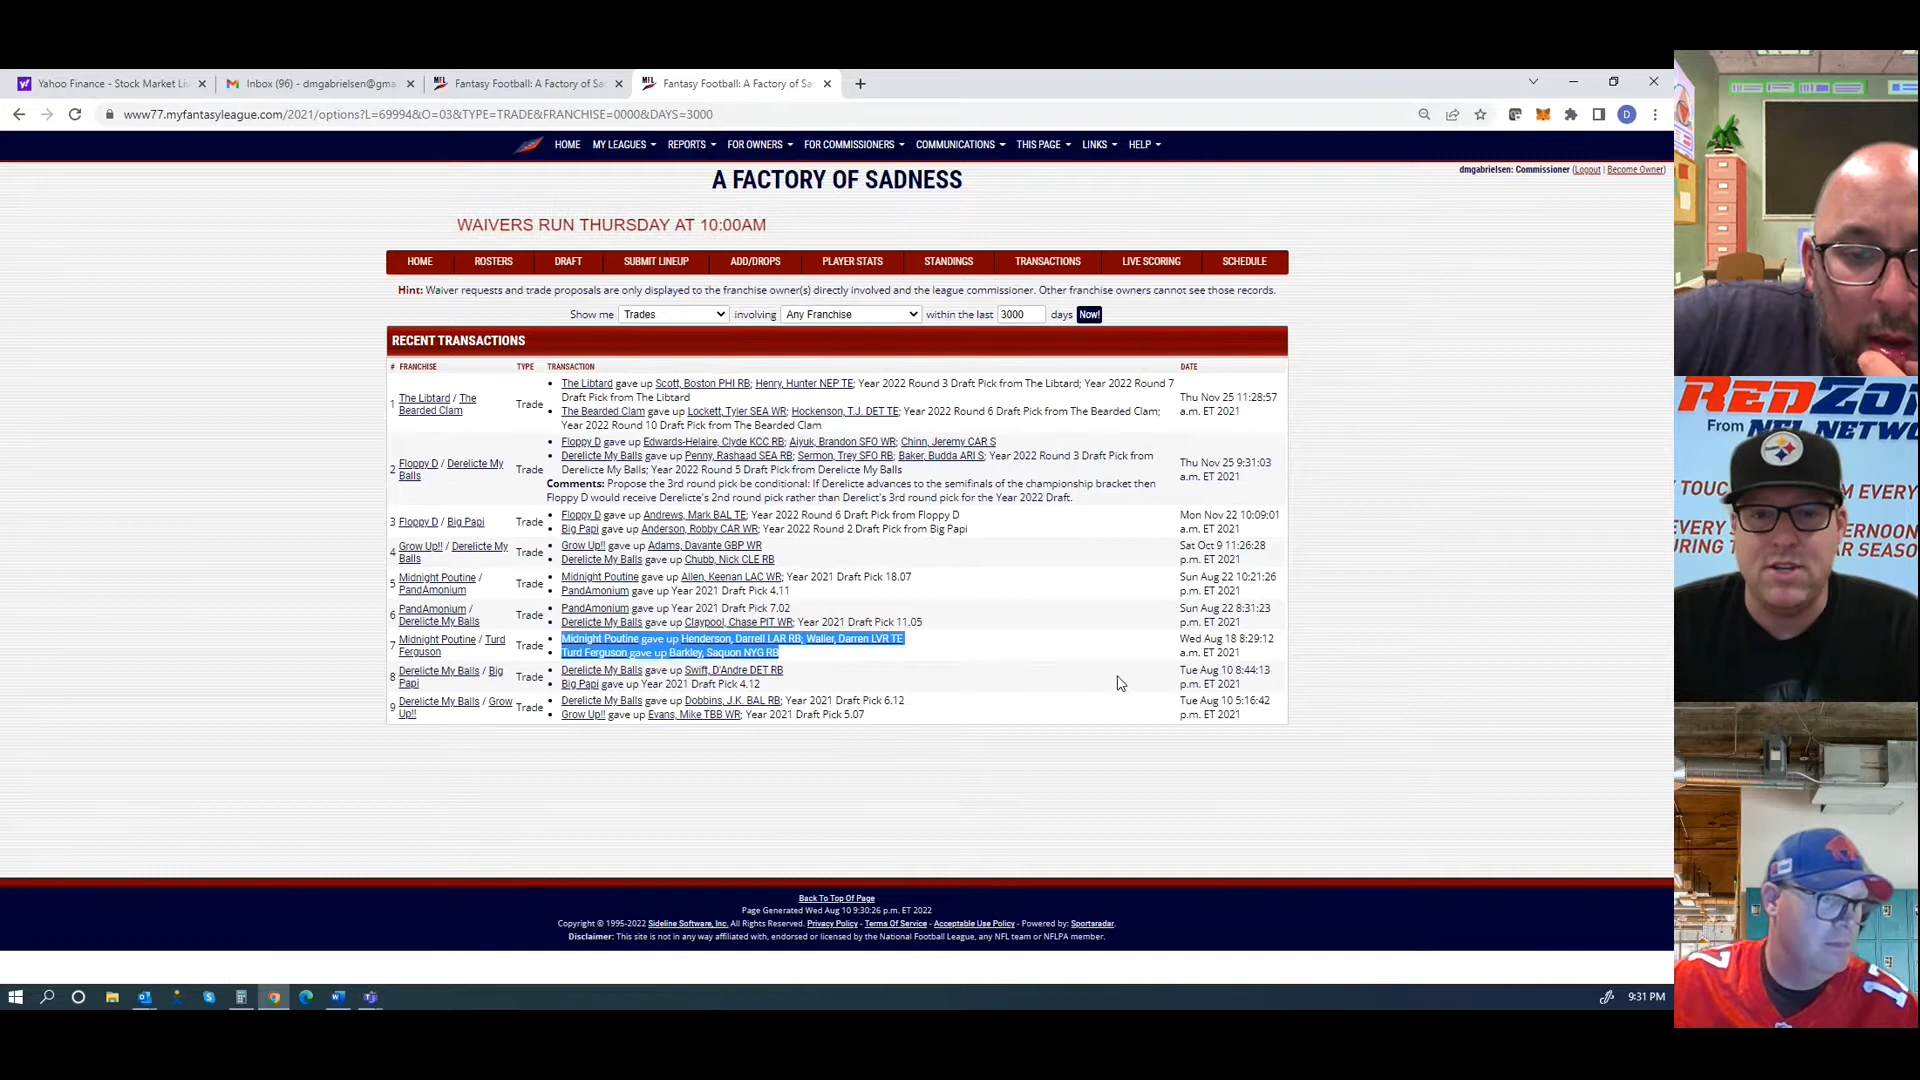 Yahoo Finance - Stock Market Li
Inbox (96) - dmgabrielsen@gma
Fantasy Football: A Factory of Sa
Fantasy Football: A Factory of Sa
www77.myfantasyleague.com/2021/options?L=69994&O=03&TYPE=TRADE&FRANCHISE=0000&DAYS=3000
D
HOME MY LEAGUES REPORTS FOR OWNERS FOR COMMISSIONERS COMMUNICATIONS THIS PAGE LINKS HELP
dmgabrielsen: Commissioner (Logout | Become Owner)
A FACTORY OF SADNESS
WAIVERS RUN THURSDAY AT 10:00AM
HOME ROSTERS DRAFT SUBMIT LINEUP ADD/DROPS PLAYER STATS STANDINGS TRANSACTIONS LIVE SCORING SCHEDULE
Hint: Waiver requests and trade proposals are only displayed to the franchise owner(s) directly involved and the league commissioner. Other franchise owners cannot see those records.
Show me Trades involving Any Franchise within the last 3000 days Now!
RECENT TRANSACTIONS
# FRANCHISE TYPE TRANSACTION DATE
1 The Libtard / The Bearded Clam Trade
• The Libtard gave up Scott, Boston PHI RB; Henry, Hunter NEP TE; Year 2022 Round 3 Draft Pick from The Libtard; Year 2022 Round 7
Draft Pick from The Libtard
• The Bearded Clam gave up Lockett, Tyler SEA WR; Hockenson, T.J. DET TE; Year 2022 Round 6 Draft Pick from The Bearded Clam;
Year 2022 Round 10 Draft Pick from The Bearded Clam
Thu Nov 25 11:28:57
a.m. ET 2021
2 Floppy D / Derelicte My Balls Trade
• Floppy D gave up Edwards-Helaire, Clyde KCC RB; Aiyuk, Brandon SFO WR; Chinn, Jeremy CAR S
• Derelicte My Balls gave up Penny, Rashaad SEA RB; Sermon, Trey SFO RB; Baker, Budda ARI S; Year 2022 Round 3 Draft Pick from
Derelicte My Balls; Year 2022 Round 5 Draft Pick from Derelicte My Balls
Comments: Propose the 3rd round pick be conditional: If Derelicte advances to the semifinals of the championship bracket then
Floppy D would receive Derelicte's 2nd round pick rather than Derelict's 3rd round pick for the Year 2022 Draft.
Thu Nov 25 9:31:03
a.m. ET 2021
3 Floppy D / Big Papi Trade
• Floppy D gave up Andrews, Mark BAL TE; Year 2022 Round 6 Draft Pick from Floppy D
• Big Papi gave up Anderson, Robby CAR WR; Year 2022 Round 2 Draft Pick from Big Papi
Mon Nov 22 10:09:01
a.m. ET 2021
4 Grow Up!! / Derelicte My Balls Trade
• Grow Up!! gave up Adams, Davante GBP WR
• Derelicte My Balls gave up Chubb, Nick CLE RB
Sat Oct 9 11:26:28
p.m. ET 2021
5 Midnight Poutine / PandAmonium Trade
• Midnight Poutine gave up Allen, Keenan LAC WR; Year 2021 Draft Pick 18.07
• PandAmonium gave up Year 2021 Draft Pick 4.11
Sun Aug 22 10:21:26
p.m. ET 2021
6 PandAmonium / Derelicte My Balls Trade
• PandAmonium gave up Year 2021 Draft Pick 7.02
• Derelicte My Balls gave up Claypool, Chase PIT WR; Year 2021 Draft Pick 11.05
Sun Aug 22 8:31:23
p.m. ET 2021
7 Midnight Poutine / Turd Ferguson Trade
• Midnight Poutine gave up Henderson, Darrell LAR RB; Waller, Darren LVR TE
• Turd Ferguson gave up Barkley, Saquon NYG RB
Wed Aug 18 8:29:12
a.m. ET 2021
8 Derelicte My Balls / Big Papi Trade
• Derelicte My Balls gave up Swift, D'Andre DET RB
• Big Papi gave up Year 2021 Draft Pick 4.12
Tue Aug 10 8:44:13
p.m. ET 2021
9 Derelicte My Balls / Grow Up!! Trade
• Derelicte My Balls gave up Dobbins, J.K. BAL RB; Year 2021 Draft Pick 6.12
• Grow Up!! gave up Evans, Mike TBB WR; Year 2021 Draft Pick 5.07
Tue Aug 10 5:16:42
p.m. ET 2021
Back To Top Of Page
Page Generated Wed Aug 10 9:30:26 p.m. ET 2022
Copyright © 1995-2022 Sideline Software, Inc. All Rights Reserved. Privacy Policy - Terms Of Service - Acceptable Use Policy - Powered by: Sportaradar.
Disclaimer: This site is not in any way affiliated with, endorsed or licensed by the National Football League, any NFL team or NFLPA member.
9:31 PM
REDZO
From NFL NETW
TOUC M EVERY
EVERY S TERNOON
URING T AR SEASO
17